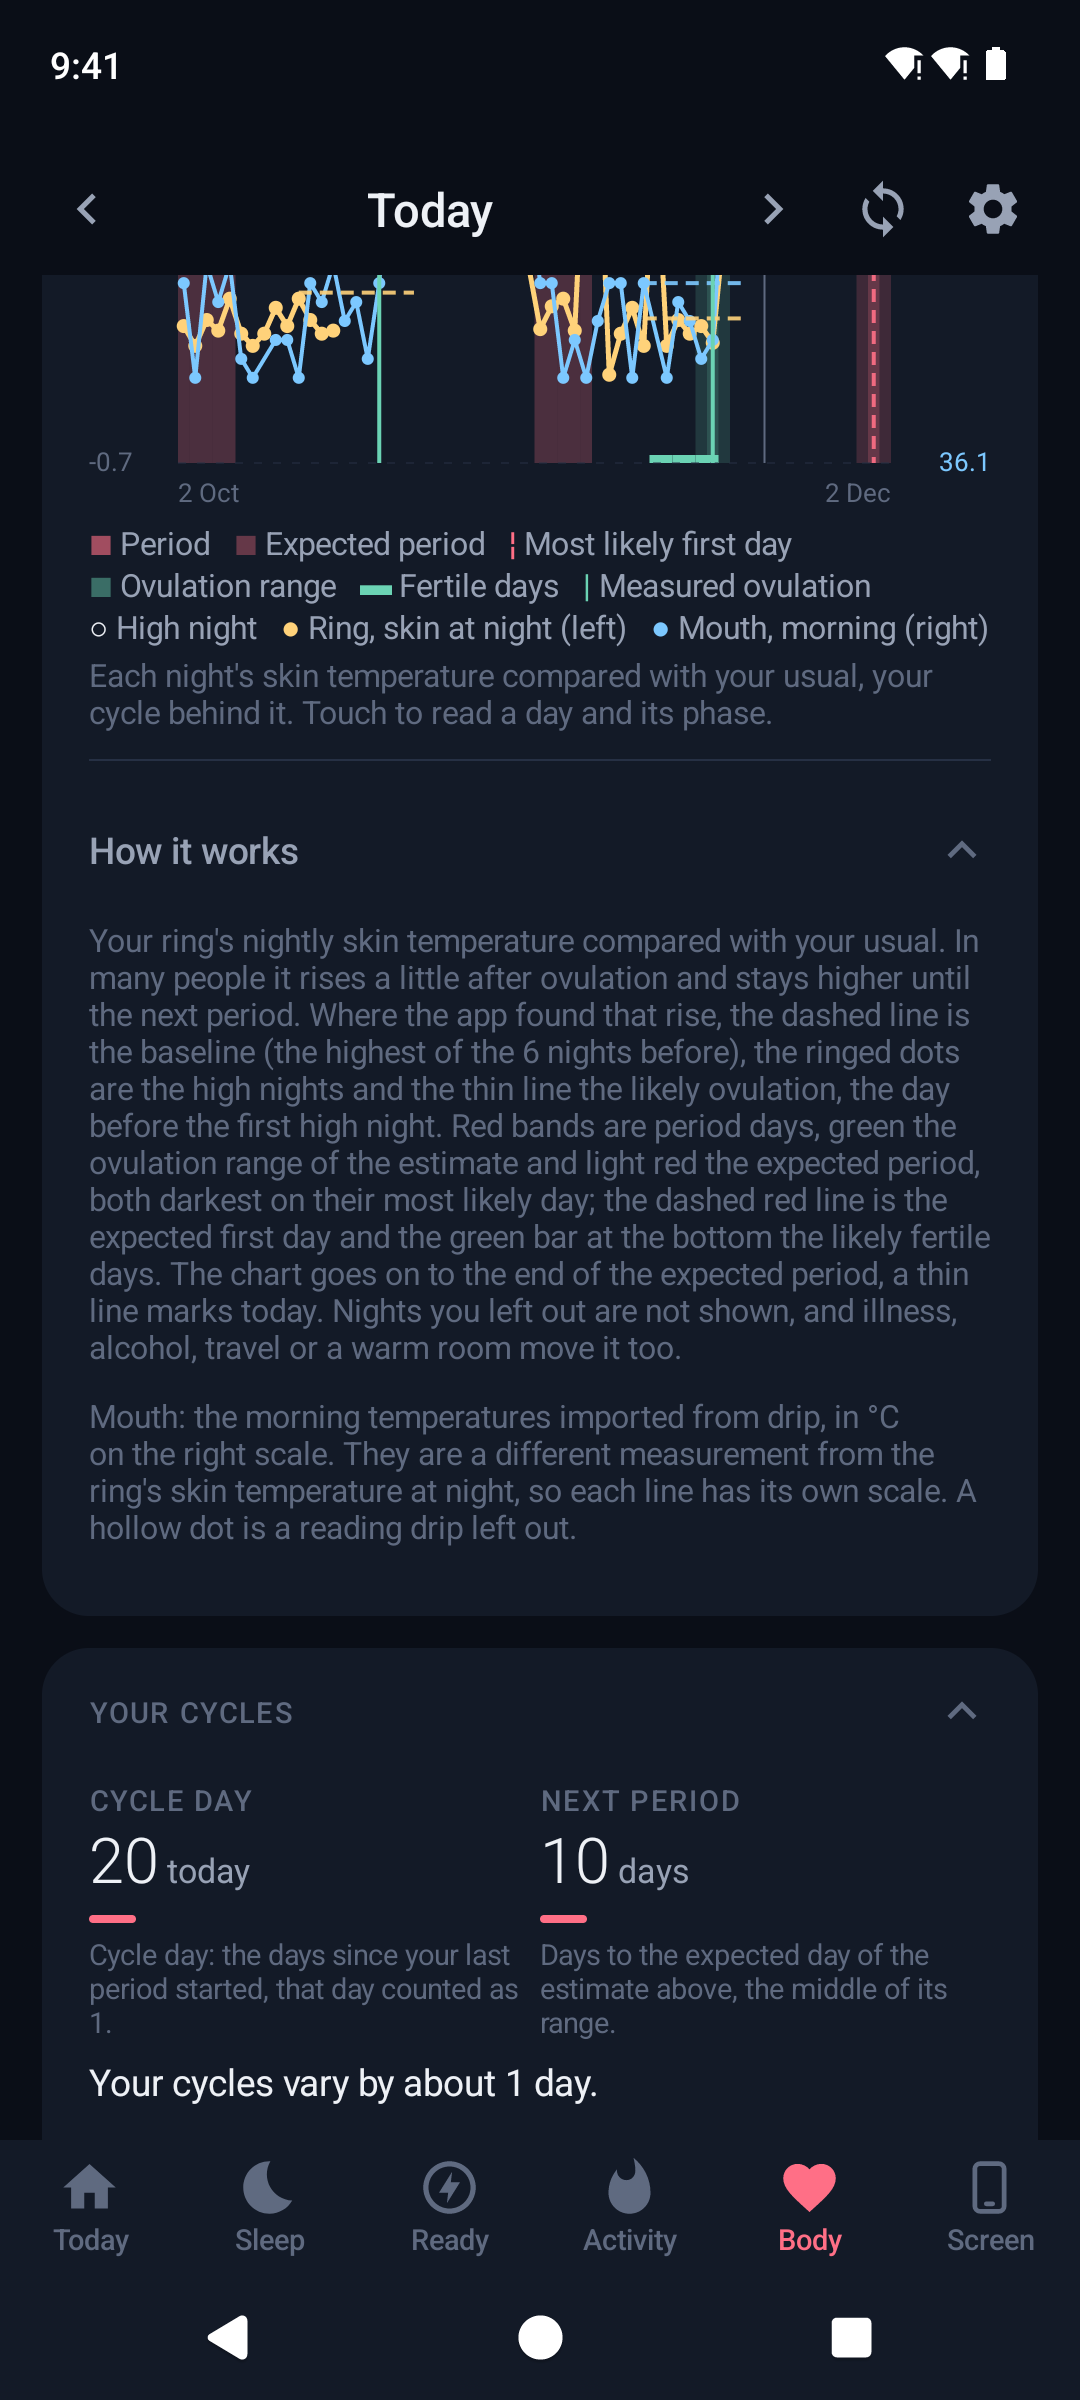 9:41
Today
-0.7
36.1
2 Oct
2 Dec
Period
Expected period
Most likely first day
Ovulation range
Fertile days
Measured ovulation
High night
Ring, skin at night (left)
Mouth, morning (right)
Each night's skin temperature compared with your usual, your
cycle behind it. Touch to read a day and its phase.
How it works
Your ring's nightly skin temperature compared with your usual. In
many people it rises a little after ovulation and stays higher until
the next period. Where the app found that rise, the dashed line is
the baseline (the highest of the 6 nights before), the ringed dots
are the high nights and the thin line the likely ovulation, the day
before the first high night. Red bands are period days, green the
ovulation range of the estimate and light red the expected period,
both darkest on their most likely day; the dashed red line is the
expected first day and the green bar at the bottom the likely fertile
days. The chart goes on to the end of the expected period, a thin
line marks today. Nights you left out are not shown, and illness,
alcohol, travel or a warm room move it too.
Mouth: the morning temperatures imported from drip, in °C
on the right scale. They are a different measurement from the
ring's skin temperature at night, so each line has its own scale. A
hollow dot is a reading drip left out.
YOUR CYCLES
CYCLE DAY
20 today
Cycle day: the days since your last
period started, that day counted as
1.
NEXT PERIOD
10 days
Days to the expected day of the
estimate above, the middle of its
range.
Your cycles vary by about 1 day.
Today
Sleep
Ready
Activity
Body
Screen